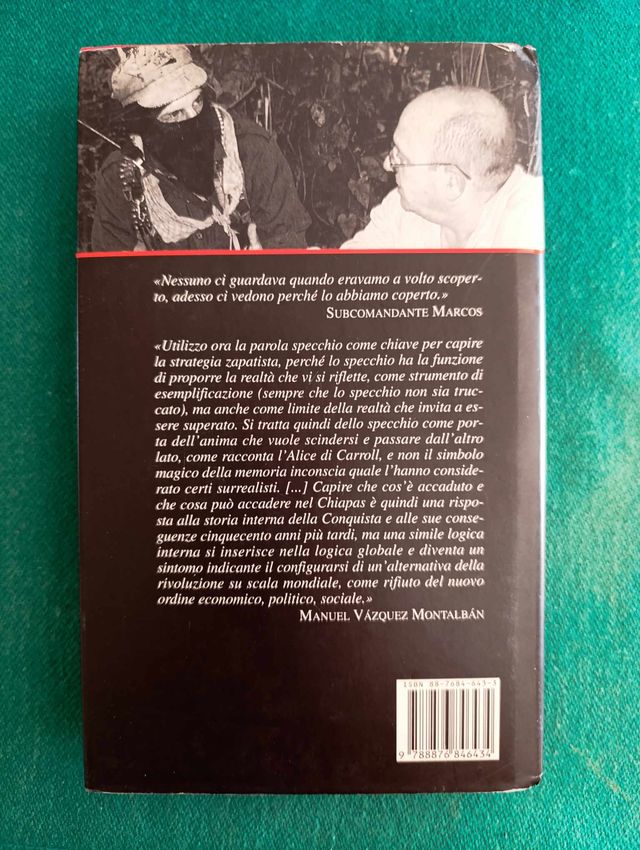 «Nessuno ci guardava quando eravamo a volto scoper-
to, adesso ci vedono perché lo abbiamo coperto.»
SUBCOMANDANTE MARCOS
«Utilizzo ora la parola specchio come chiave per capire
la strategia zapatista, perché lo specchio ha la funzione
di proporre la realtà che vi si riflette, come strumento di
esemplificazione (sempre che lo specchio non sia truc-
cato), ma anche come limite della realtà che invita a es-
sere superato. Si tratta quindi dello specchio come por-
ta dell'anima che vuole scindersi e passare dall'altro
lato, come racconta l'Alice di Carroll, e non il simbolo
magico della memoria inconscia quale l'hanno conside-
rato certi surrealisti. [...] Capire che cos'è accaduto e
che cosa può accadere nel Chiapas è quindi una rispo-
sta alla storia interna della Conquista e alle sue conse-
guenze cinquecento anni più tardi, ma una simile logica
interna si inserisce nella logica globale e diventa un
sintomo indicante il configurarsi di un'alternativa della
rivoluzione su scala mondiale, come rifiuto del nuovo
ordine economico, politico, sociale.»
MANUEL VÁZQUEZ MONTALBÁN
ISBN 88-7684-643-3
9 788876 846434